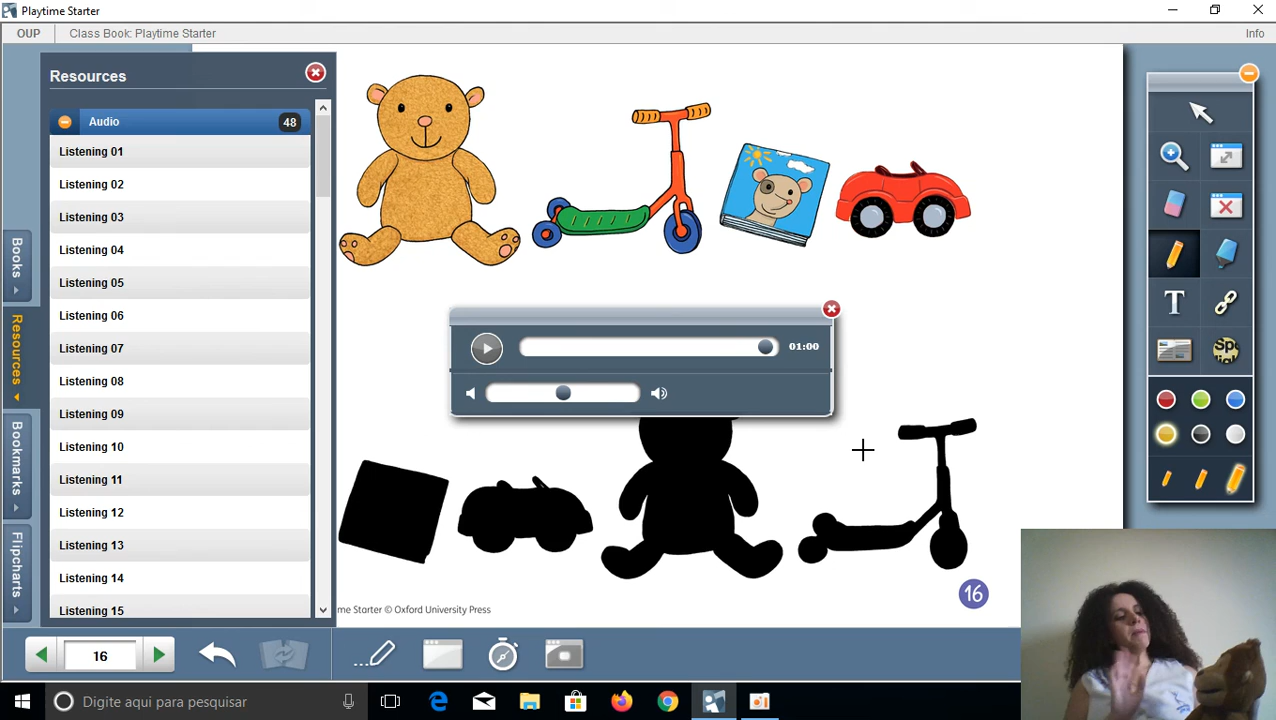 Playtime Starter
OUP
Class Book: Playtime Starter
Info
Resources
Audio 48
Listening 01
Listening 02
Listening 03
Listening 04
Listening 05
Listening 06
Listening 07
Listening 08
Listening 09
Listening 10
Listening 11
Listening 12
Listening 13
Listening 14
Listening 15
Books
Resources
Bookmarks
Flipcharts
01:00
T
16
me Starter © Oxford University Press
16
Digite aqui para pesquisar